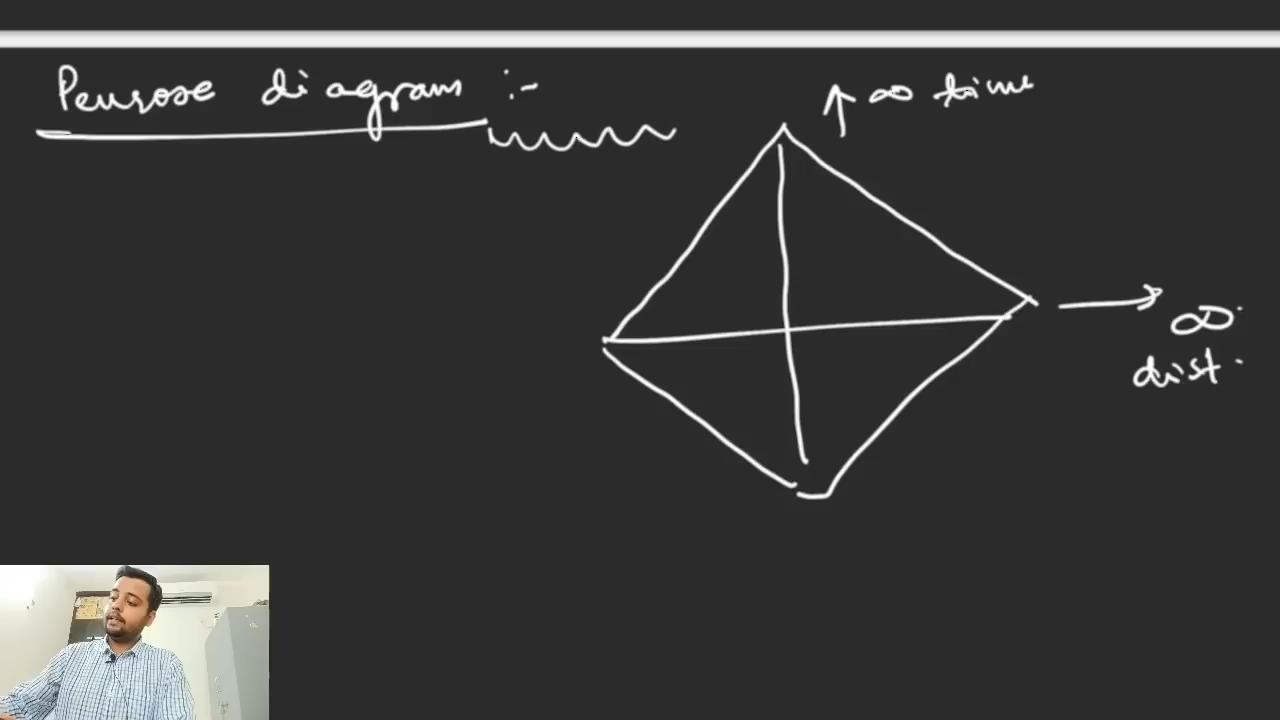 Penrose diagram :-
↑ ∞ time
→ ∞
dist.